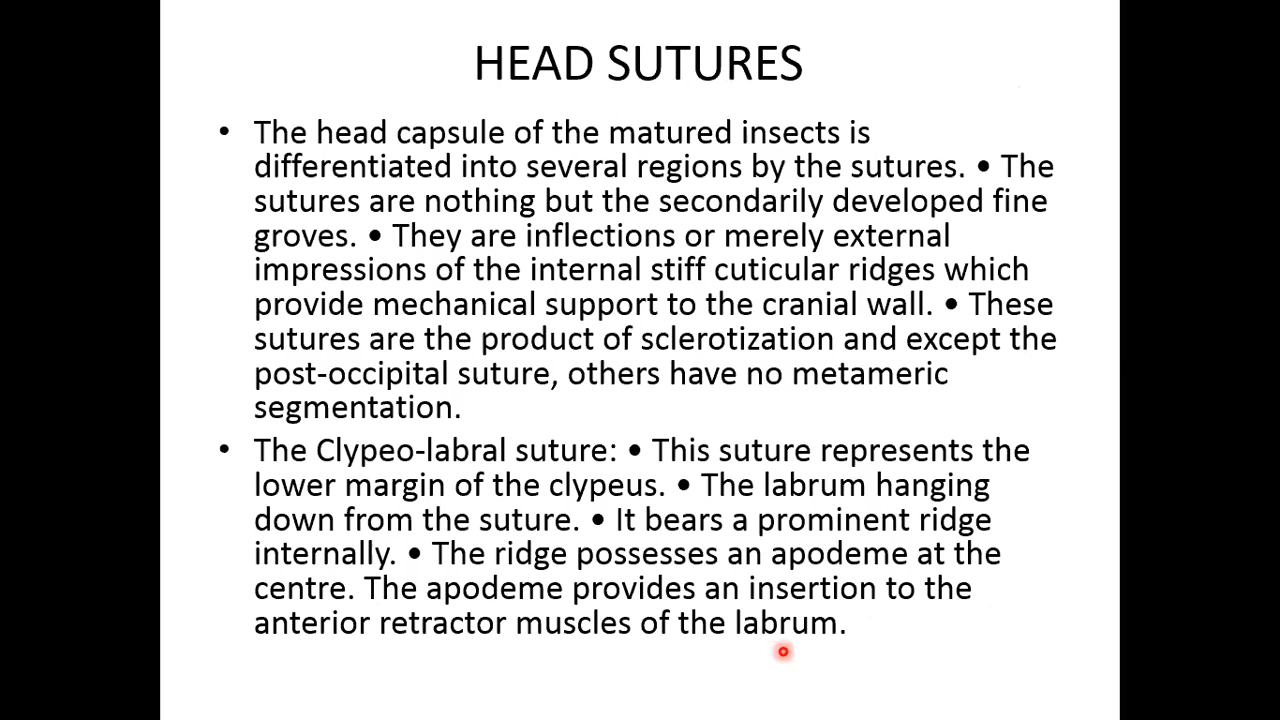 HEAD SUTURES
• The head capsule of the matured insects is
differentiated into several regions by the sutures. • The
sutures are nothing but the secondarily developed fine
groves. • They are inflections or merely external
impressions of the internal stiff cuticular ridges which
provide mechanical support to the cranial wall. • These
sutures are the product of sclerotization and except the
post-occipital suture, others have no metameric
segmentation.
• The Clypeo-labral suture: • This suture represents the
lower margin of the clypeus. • The labrum hanging
down from the suture. • It bears a prominent ridge
internally. • The ridge possesses an apodeme at the
centre. The apodeme provides an insertion to the
anterior retractor muscles of the labrum.